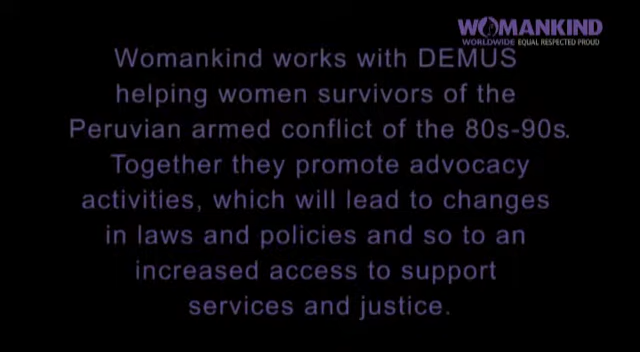 WOMANKIND
WORLDWIDE EQUAL RESPECTED PROUD
Womankind works with DEMUS
helping women survivors of the
Peruvian armed conflict of the 80s-90s.
Together they promote advocacy
activities, which will lead to changes
in laws and policies and so to an
increased access to support
services and justice.